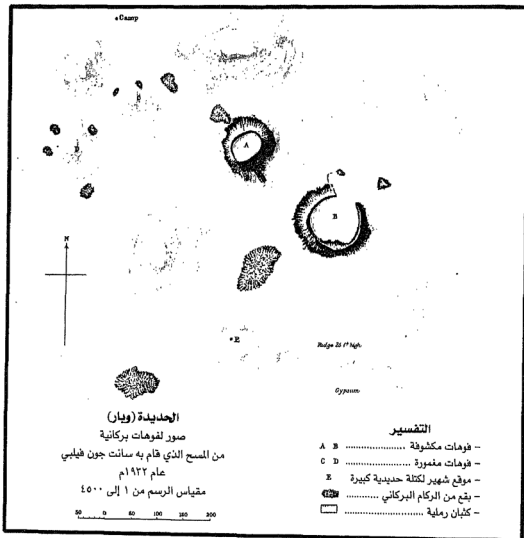 Camp
A
B
N
E
Ridge 25 ft high
Gypsum
الحديدة (وبار)
صور لفوهات بركانية
من المسح الذي قام به سانت جون فيلبي
عام ١٩٣٢م
مقياس الرسم من ١ إلى ٤٥٠٠
50 0 50 100 150 200
التفسير
– فوهات مكشوفة .................... A B
– فوهات مغمورة .................... C D
– موقع شهير لكتلة حديدية كبيرة E
– بقع من الركام البركاني ............
– كثبان رملية ....................